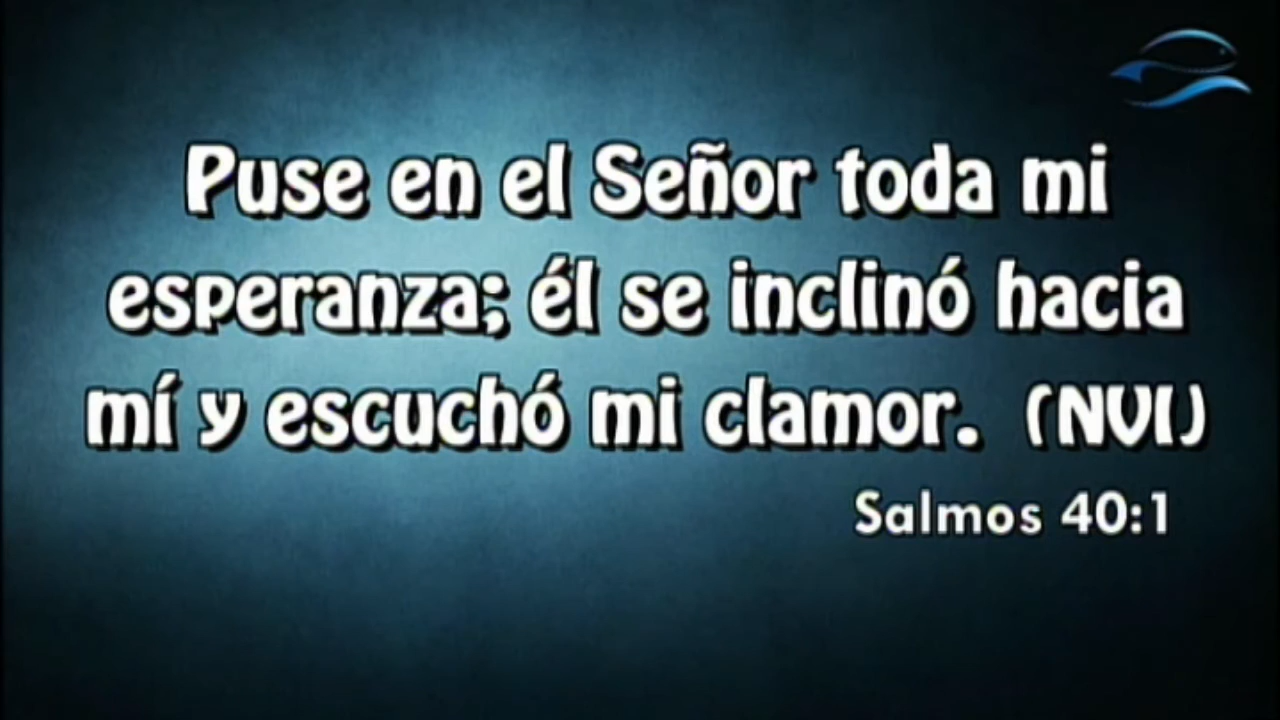 Puse en el Señor toda mi
esperanza; él se inclinó hacia
mí y escuchó mi clamor. (NVI)
Salmos 40:1